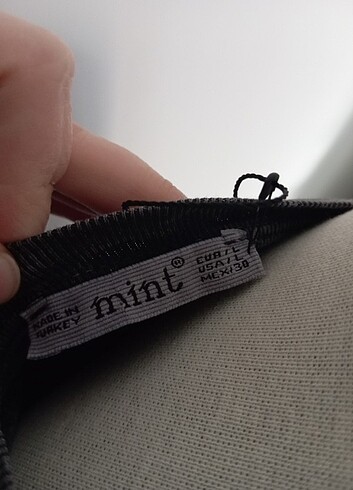 MADE IN
TURKEY
mint®
EUR/L
USA/L
MEX/30